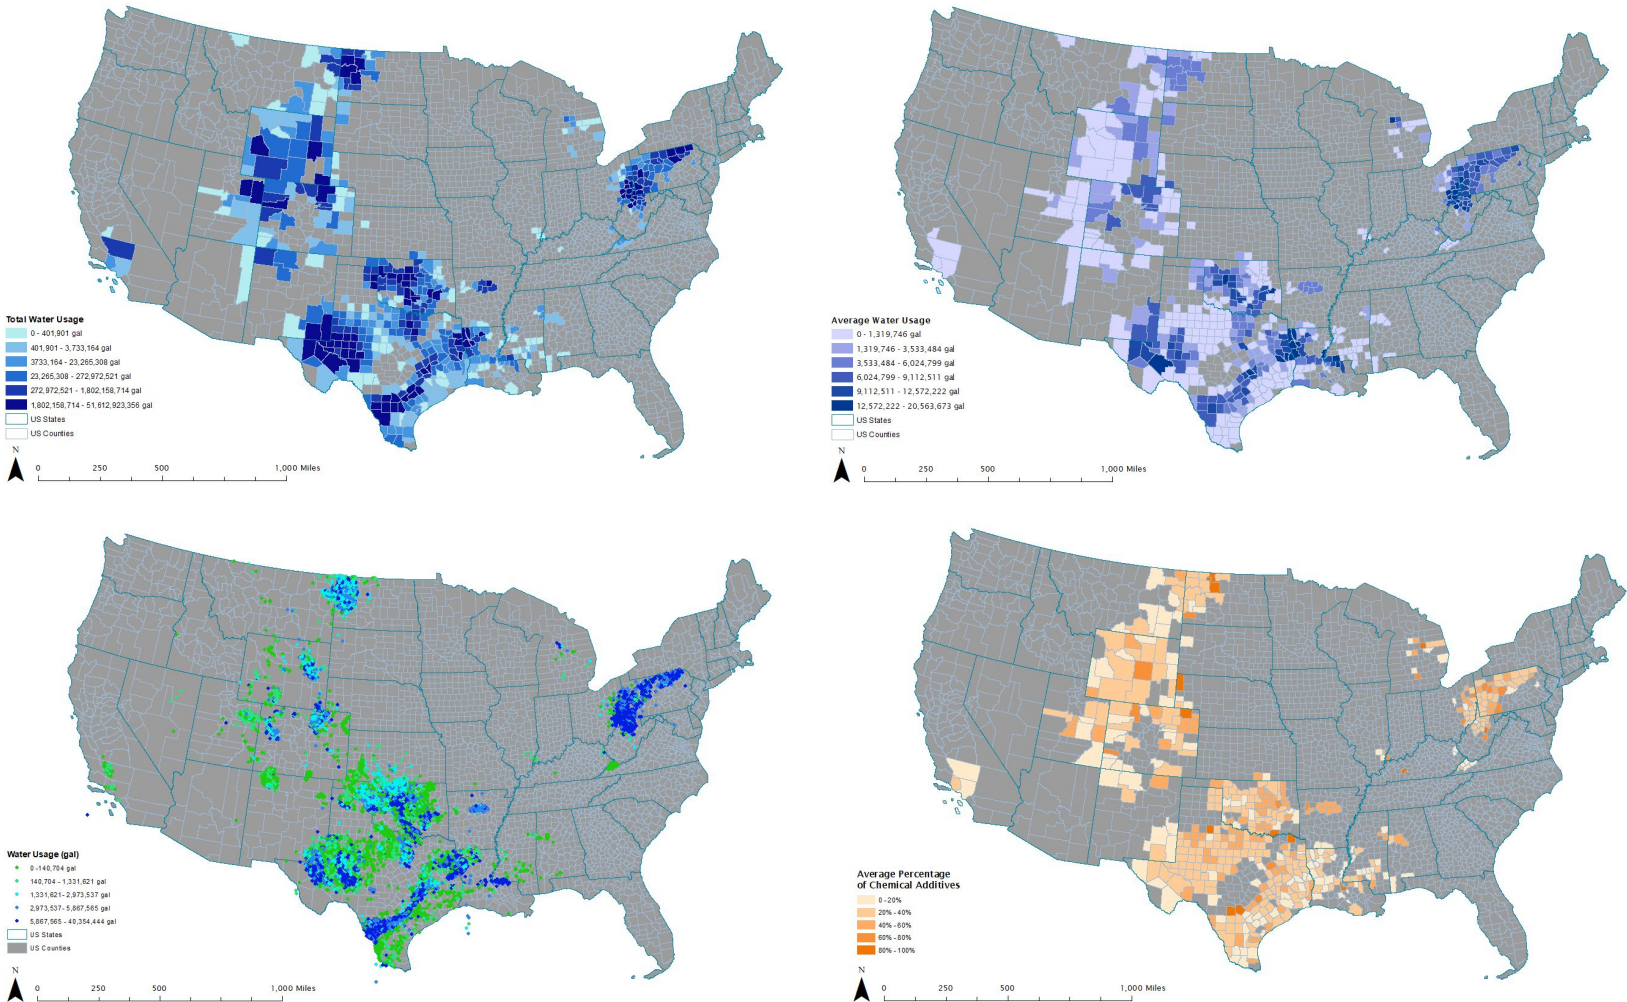 Total Water Usage
0 - 401,901 gal
401,901 - 3,733,164 gal
3733,164 - 23,265,308 gal
23,265,308 - 272,972,521 gal
272,972,521 - 1,802,158,714 gal
1,802,158,714 - 51,612,923,356 gal
US States
US Counties
N
0 250 500 1,000 Miles
Average Water Usage
0 - 1,319,746 gal
1,319,746 - 3,533,484 gal
3,533,484 - 6,024,799 gal
6,024,799 - 9,112,511 gal
9,112,511 - 12,572,222 gal
12,572,222 - 20,563,673 gal
US States
US Counties
N
0 250 500 1,000 Miles
Water Usage (gal)
0 -140,704 gal
140,704 - 1,331,621 gal
1,331,621- 2,973,537 gal
2,973,537- 5,867,565 gal
5,867,565 - 40,354,444 gal
US States
US Counties
N
0 250 500 1,000 Miles
Average Percentage
of Chemical Additives
0 - 20%
20% - 40%
40% - 60%
60% - 80%
80% - 100%
N
0 250 500 1,000 Miles